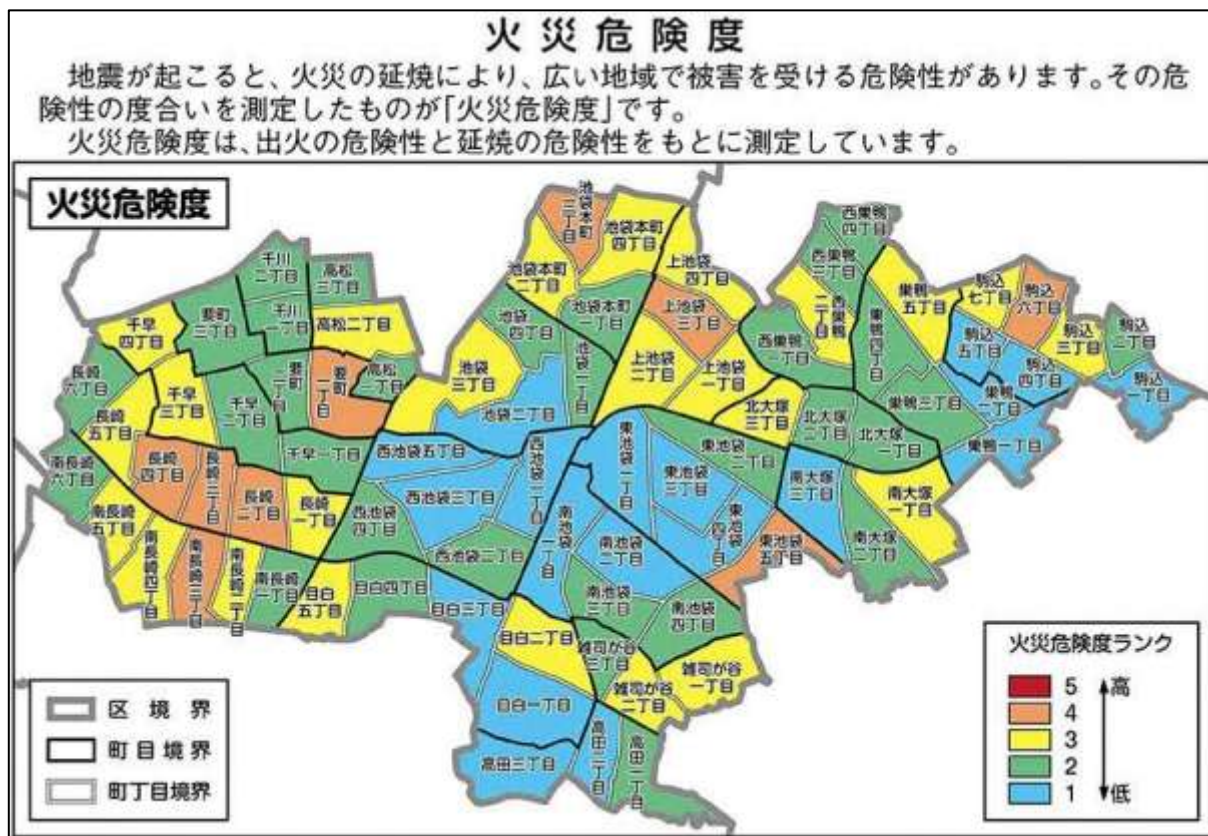 火災危険度
地震が起こると、火災の延焼により、広い地域で被害を受ける危険性があります。その危
険性の度合いを測定したものが「火災危険度」です。
火災危険度は、出火の危険性と延焼の危険性をもとに測定しています。
火災危険度
池袋本町
三丁目
池袋本町
四丁目
池袋本町
二丁目
池袋本町
一丁目
上池袋
四丁目
上池袋
三丁目
上池袋
二丁目
上池袋
一丁目
西巣鴨
四丁目
西巣鴨
三丁目
西巣鴨
二丁目
西巣鴨
一丁目
巣鴨
五丁目
巣鴨四丁目
巣鴨三丁目
巣鴨
巣鴨一丁目
駒込
七丁目
駒込
六丁目
駒込
五丁目
駒込
四丁目
駒込
三丁目
駒込
二丁目
駒込
一丁目
千川
二丁目
千川
一丁目
高松
三丁目
高松二丁目
高松
一丁目
要町
三丁目
要町
二丁目
要町
一丁目
千早
四丁目
千早
三丁目
千早
二丁目
千早一丁目
長崎
六丁目
長崎
五丁目
長崎
四丁目
長崎三丁目
長崎
二丁目
長崎
一丁目
南長崎
六丁目
南長崎
五丁目
南長崎四丁目
南長崎三丁目
南長崎二丁目
南長崎
一丁目
池袋
四丁目
池袋
三丁目
池袋二丁目
池袋一丁目
西池袋五丁目
西池袋三丁目
西池袋一丁目
西池袋
四丁目
西池袋二丁目
東池袋一丁目
東池袋
二丁目
東池袋
三丁目
東池袋
四丁目
東池袋
五丁目
北大塚
三丁目
北大塚
二丁目
北大塚
一丁目
南大塚
三丁目
南大塚
二丁目
南大塚
一丁目
南池袋
一丁目
南池袋
二丁目
南池袋
三丁目
南池袋
四丁目
目白
五丁目
目白四丁目
目白三丁目
目白二丁目
目白一丁目
雑司が谷
三丁目
雑司が谷
二丁目
雑司が谷
一丁目
高田三丁目
高田二丁目
高田一丁目
区境界
町目境界
町丁目境界
火災危険度ランク
5 高
4
3
2
1 低